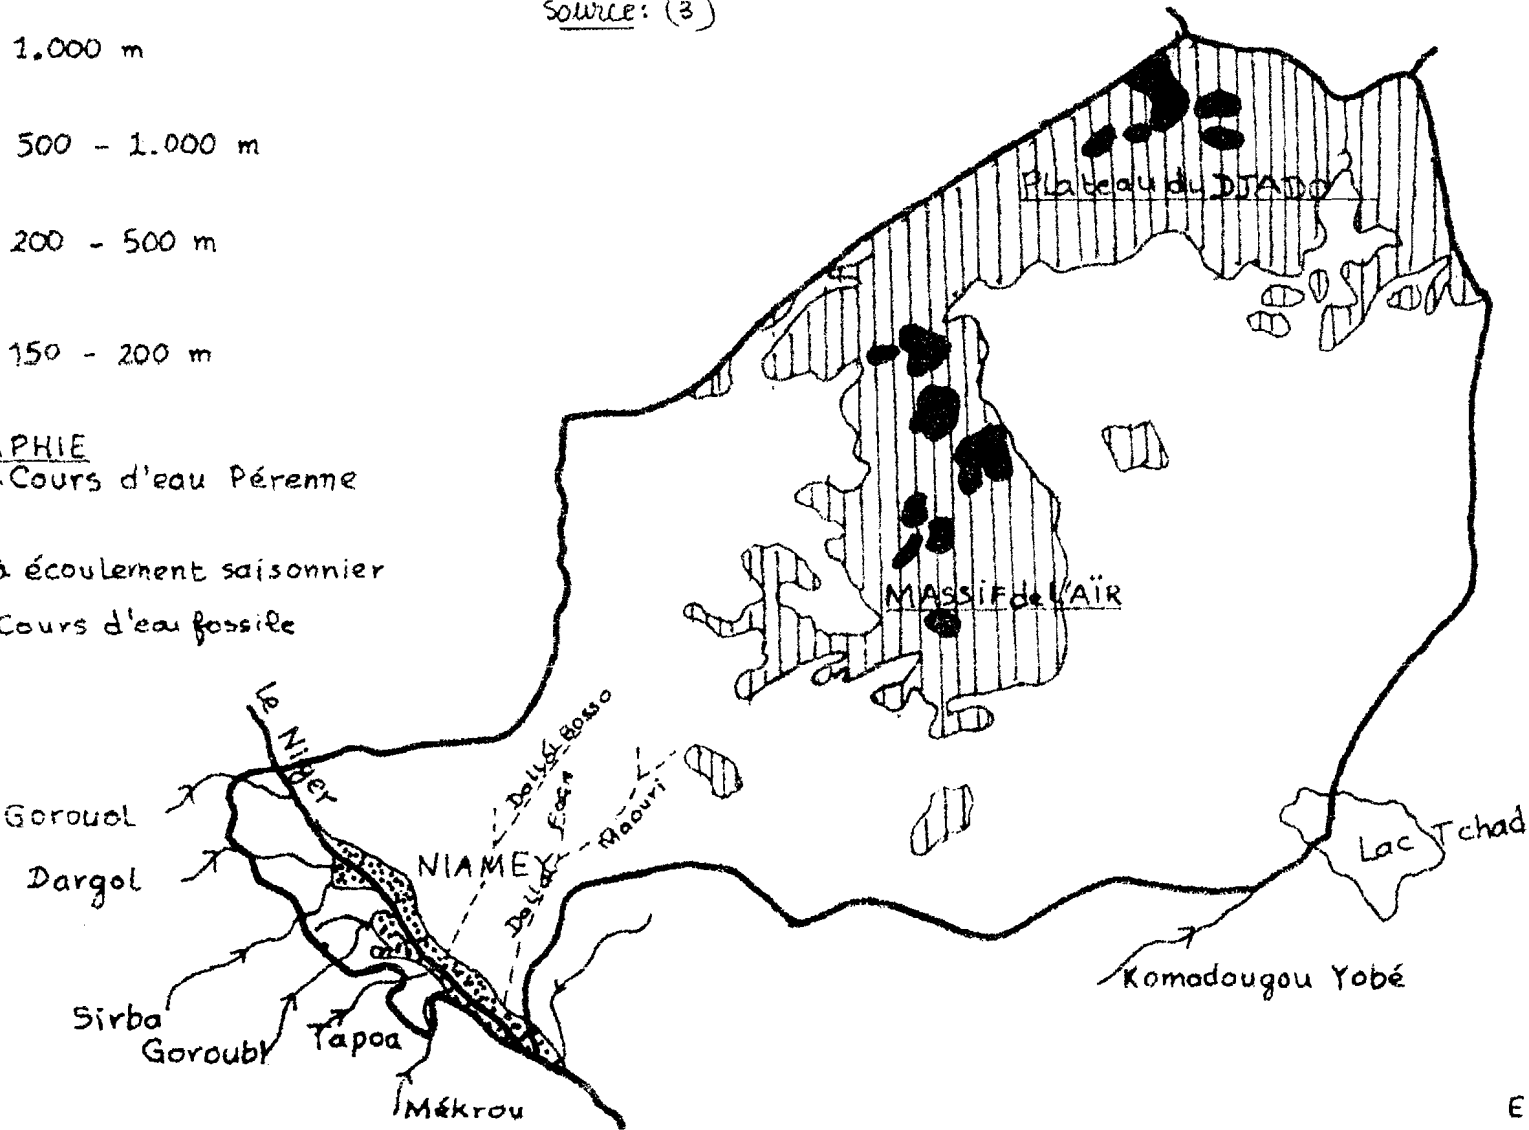 Source: (3)
1.000 m
500 - 1.000 m
200 - 500 m
150 - 200 m
APHIE
Cours d'eau Pérenne
à écoulement saisonnier
Cours d'eau fossile
Plateau du DJADO
MAssif de l'AÏR
Le Niger
Dallol Bosso
Dallol
Foga
Maouri
NIAMEY
Gorouol
Dargol
Sirba
Goroubi
Tapoa
Mékrou
Lac Tchad
Komadougou Yobé
E